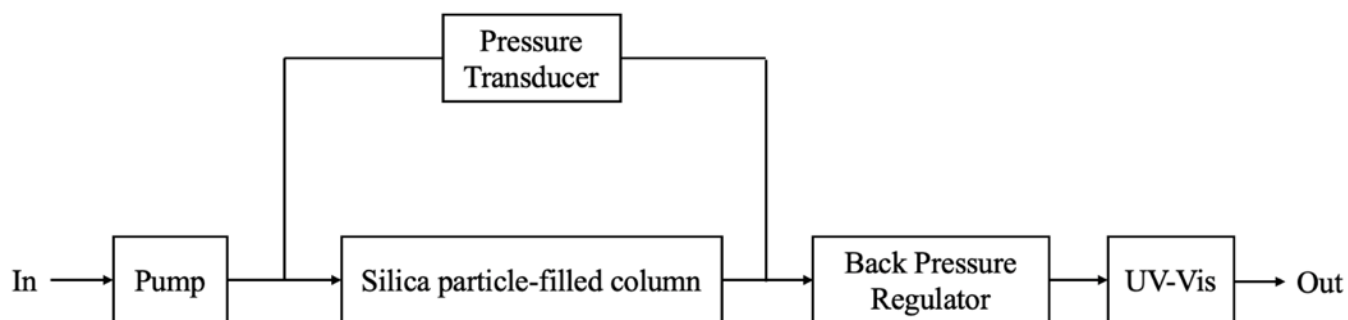 Pressure
Transducer
In
Pump
Silica particle-filled column
Back Pressure
Regulator
UV-Vis
Out